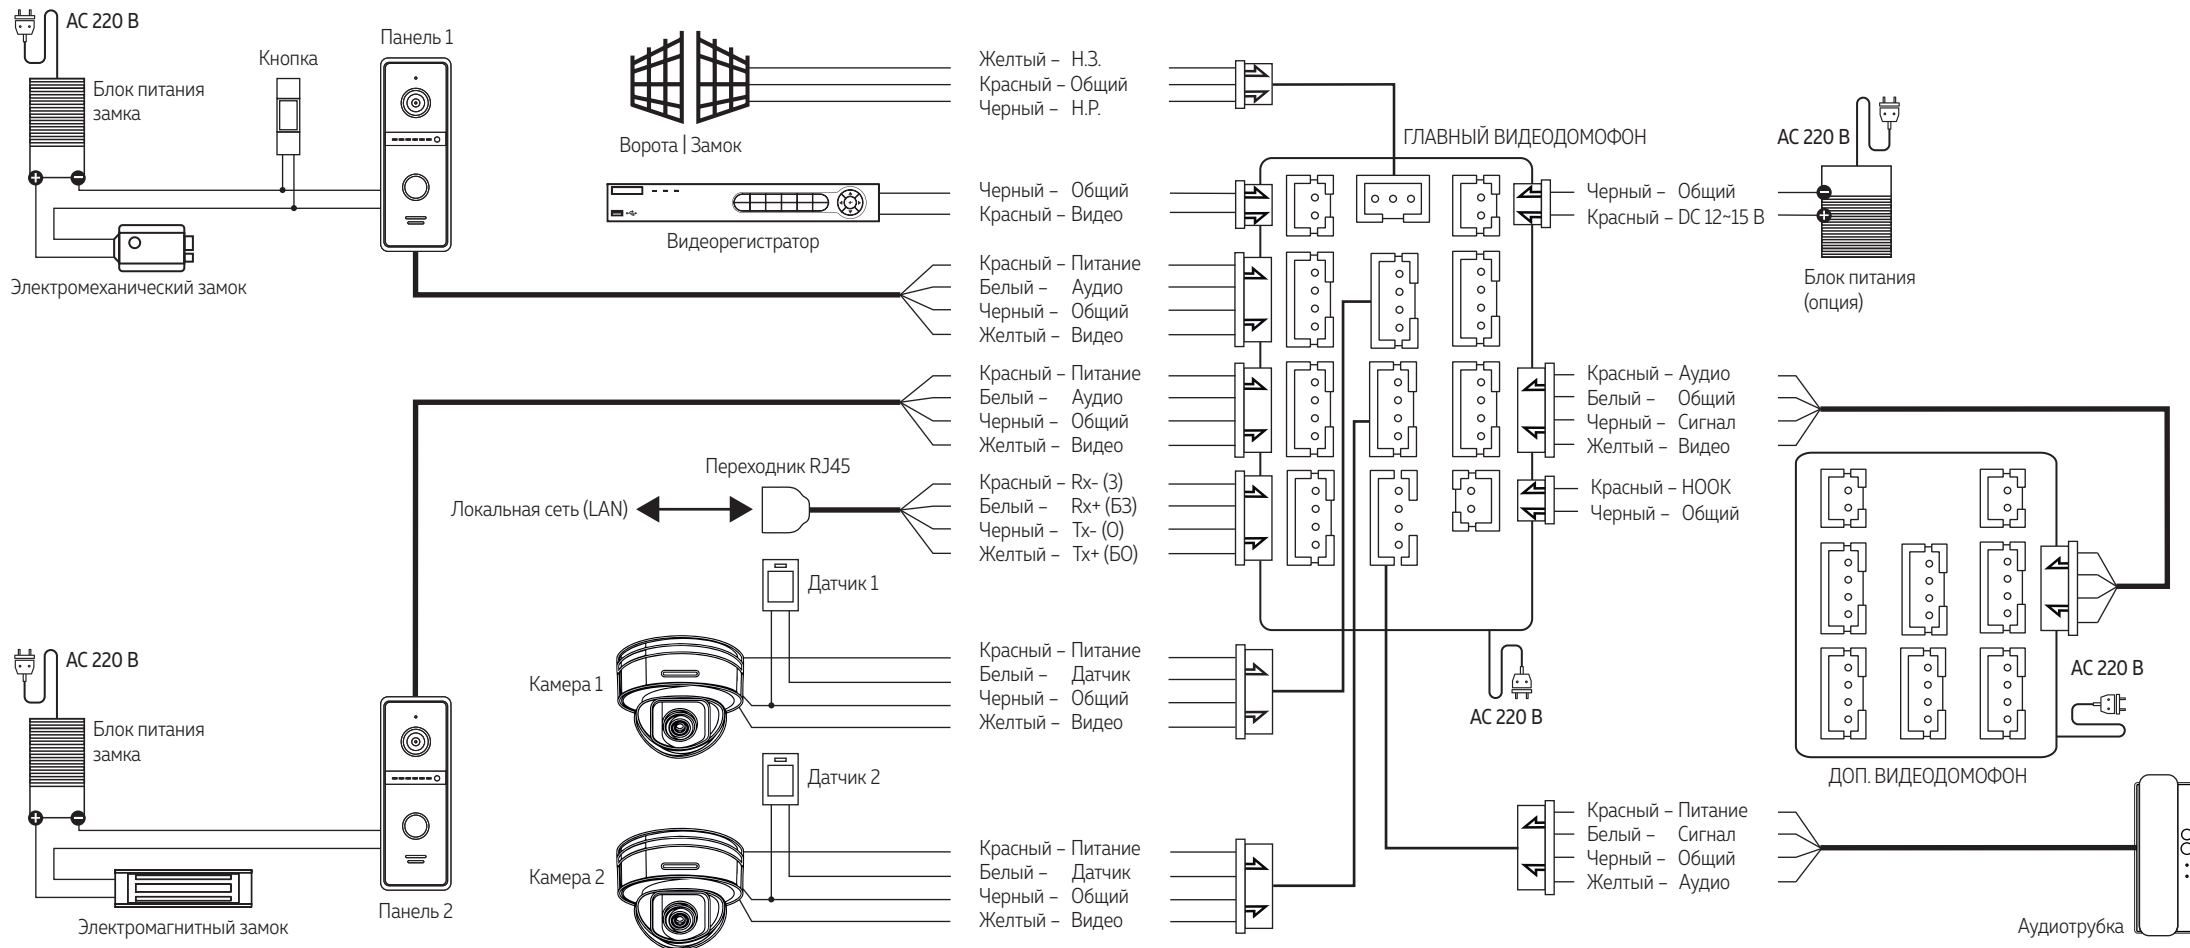 AC 220 В
Блок питания
замка
Кнопка
Панель 1
Электромеханический замок
Ворота | Замок
Желтый – Н.З.
Красный – Общий
Черный – Н.Р.
Видеорегистратор
Черный – Общий
Красный – Видео
Красный – Питание
Белый – Аудио
Черный – Общий
Желтый – Видео
Красный – Питание
Белый – Аудио
Черный – Общий
Желтый – Видео
Переходник RJ45
Локальная сеть (LAN)
Красный – Rx- (З)
Белый – Rx+ (БЗ)
Черный – Tx- (О)
Желтый – Tx+ (БО)
Датчик 1
Камера 1
Красный – Питание
Белый – Датчик
Черный – Общий
Желтый – Видео
Датчик 2
Камера 2
Красный – Питание
Белый – Датчик
Черный – Общий
Желтый – Видео
AC 220 В
Блок питания
замка
Панель 2
Электромагнитный замок
ГЛАВНЫЙ ВИДЕОДОМОФОН
AC 220 В
AC 220 В
Черный – Общий
Красный – DC 12~15 В
Блок питания
(опция)
Красный – Аудио
Белый – Общий
Черный – Сигнал
Желтый – Видео
Красный – HOOK
Черный – Общий
AC 220 В
ДОП. ВИДЕОДОМОФОН
Красный – Питание
Белый – Сигнал
Черный – Общий
Желтый – Аудио
Аудиотрубка